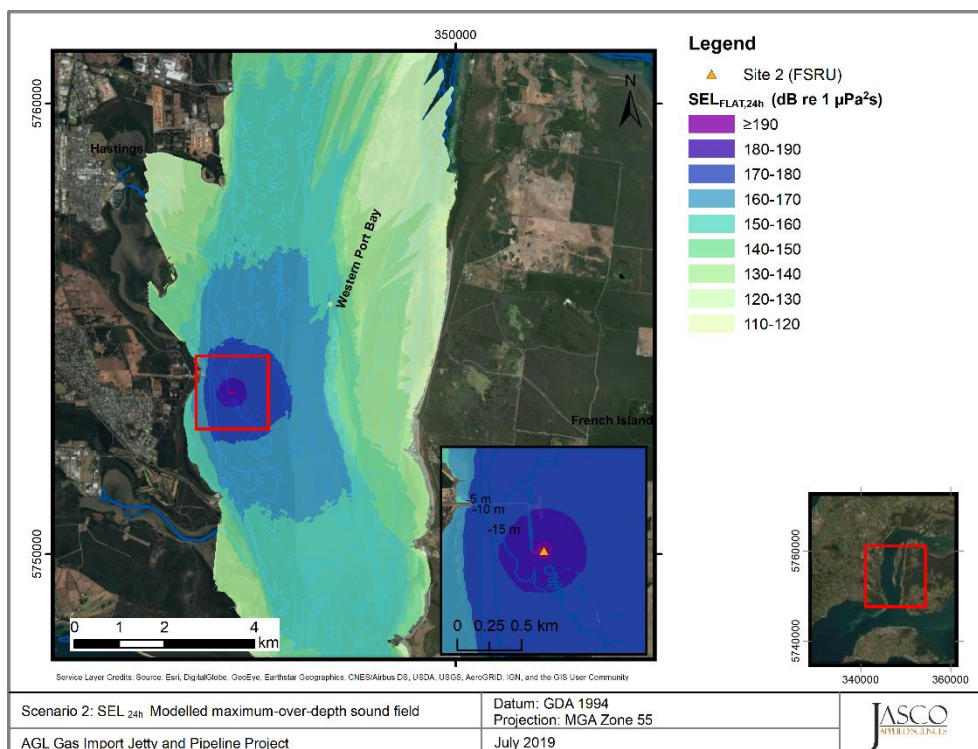 350000
5760000
5750000
Hastings
N
Western Port Bay
French Island
0 1 2 4
km
-5 m
-10 m
-15 m
0 0.25 0.5 km
Legend
Site 2 (FSRU)
SEL FLAT,24h (dB re 1 µPa²s)
≥190
180-190
170-180
160-170
150-160
140-150
130-140
120-130
110-120
5760000
5740000
340000 360000
Service Layer Credits: Source: Esri, DigitalGlobe, GeoEye, Earthstar Geographics, CNES/Airbus DS, USDA, USGS, AeroGRID, IGN, and the GIS User Community
Scenario 2: SEL 24h Modelled maximum-over-depth sound field
Datum: GDA 1994
Projection: MGA Zone 55
AGL Gas Import Jetty and Pipeline Project
July 2019
JASCO
APPLIED SCIENCES